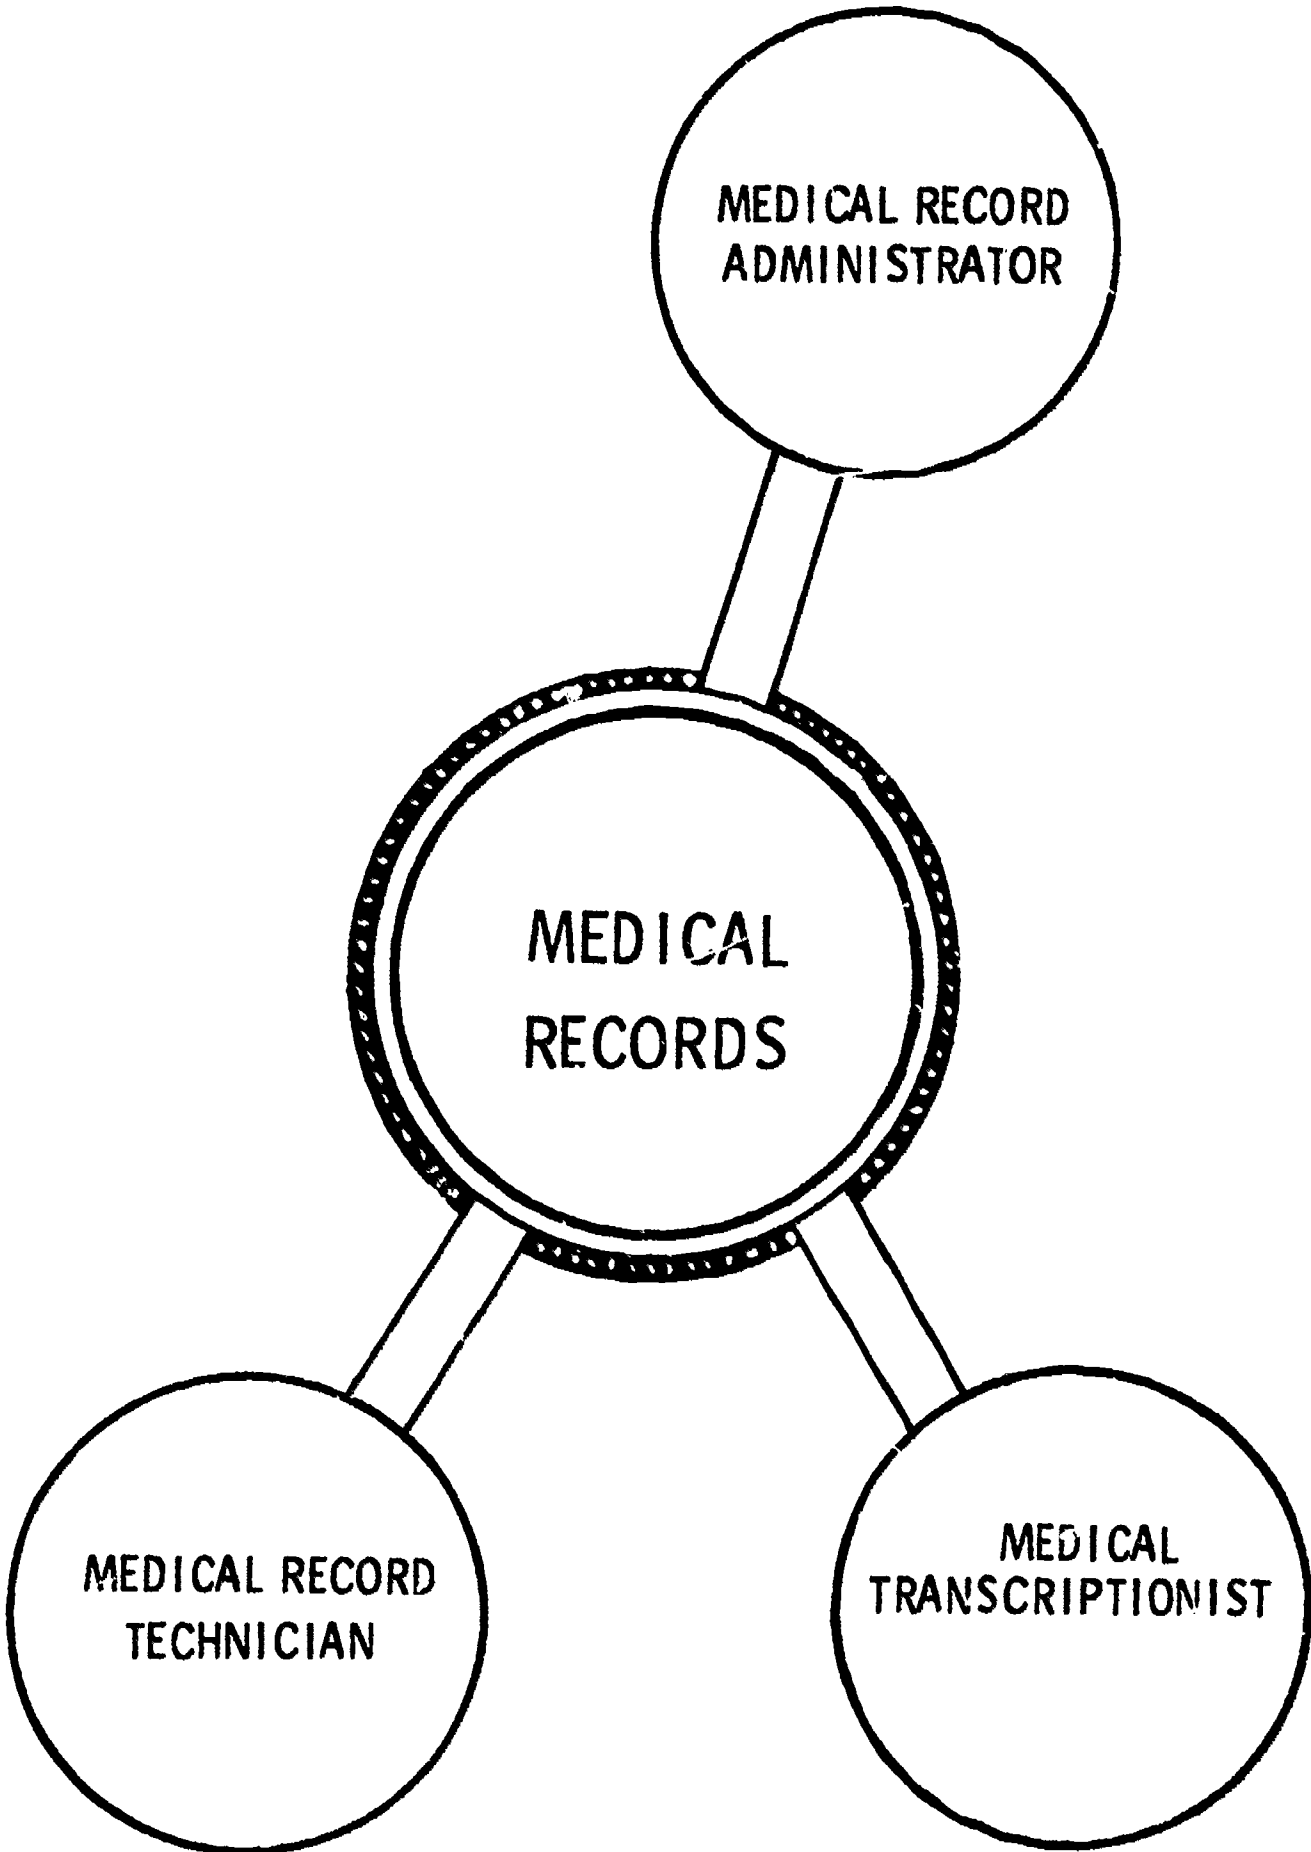 MEDICAL RECORD
ADMINISTRATOR
MEDICAL
RECORDS
MEDICAL RECORD
TECHNICIAN
MEDICAL
TRANSCRIPTIONIST